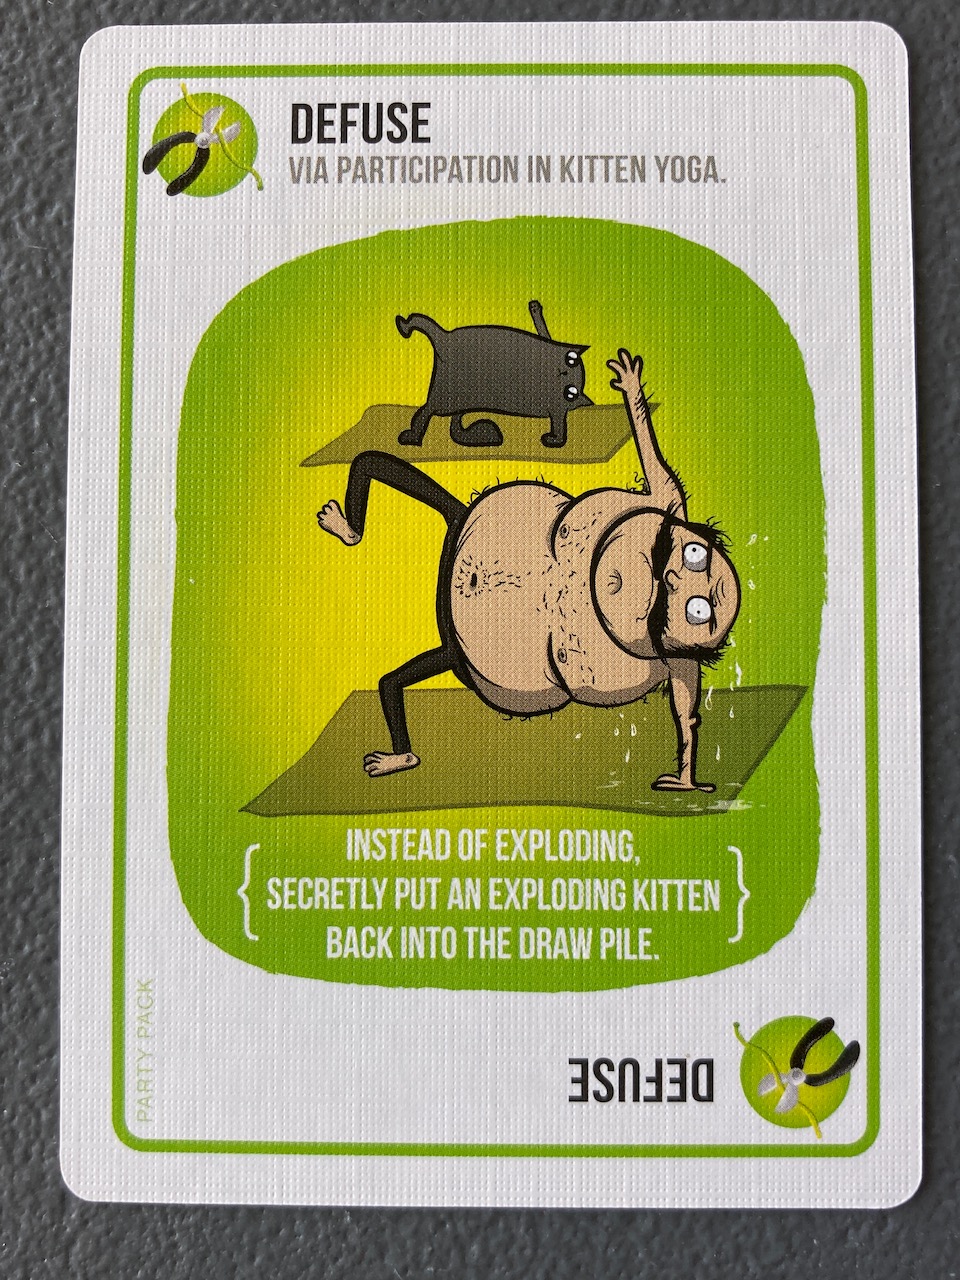 DEFUSE
VIA PARTICIPATION IN KITTEN YOGA.
INSTEAD OF EXPLODING,
{ SECRETLY PUT AN EXPLODING KITTEN }
BACK INTO THE DRAW PILE.
PARTY PACK
DEFUSE